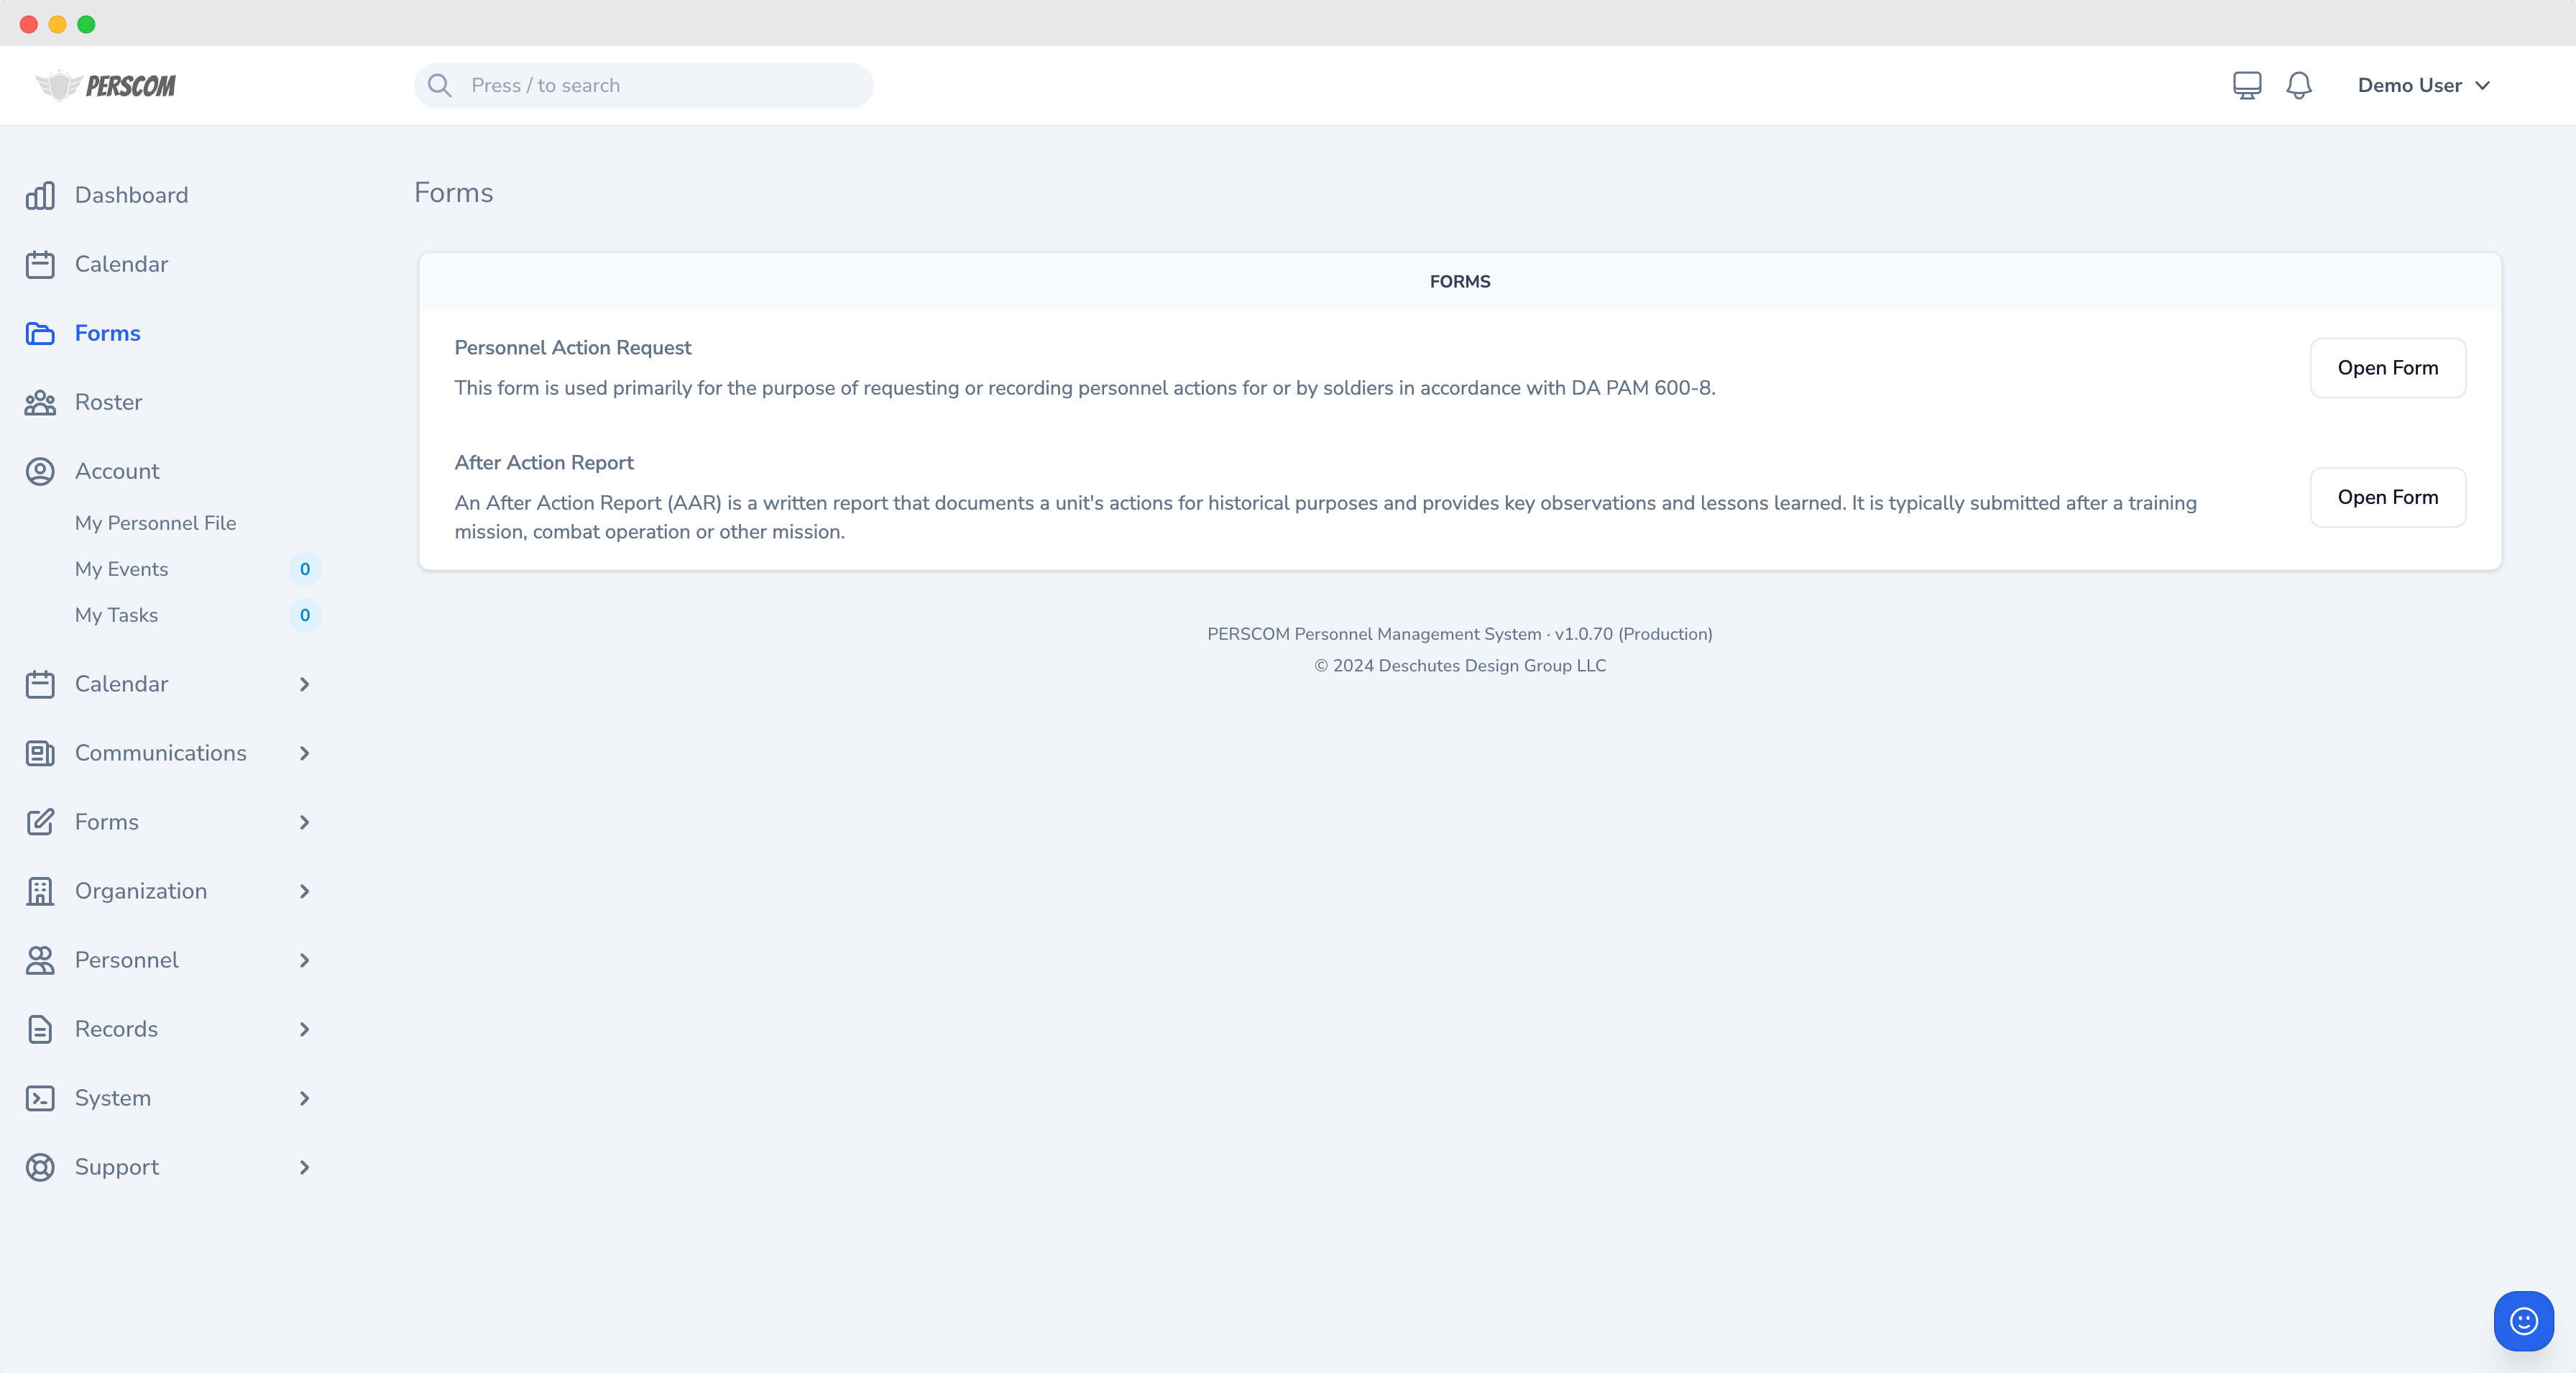 PERSCOM
Press / to search
Demo User
Dashboard
Calendar
Forms
Roster
Account
My Personnel File
My Events 0
My Tasks 0
Calendar
Communications
Forms
Organization
Personnel
Records
System
Support
Forms
FORMS
Personnel Action Request
This form is used primarily for the purpose of requesting or recording personnel actions for or by soldiers in accordance with DA PAM 600-8.
Open Form
After Action Report
An After Action Report (AAR) is a written report that documents a unit's actions for historical purposes and provides key observations and lessons learned. It is typically submitted after a training
mission, combat operation or other mission.
Open Form
PERSCOM Personnel Management System · v1.0.70 (Production)
© 2024 Deschutes Design Group LLC